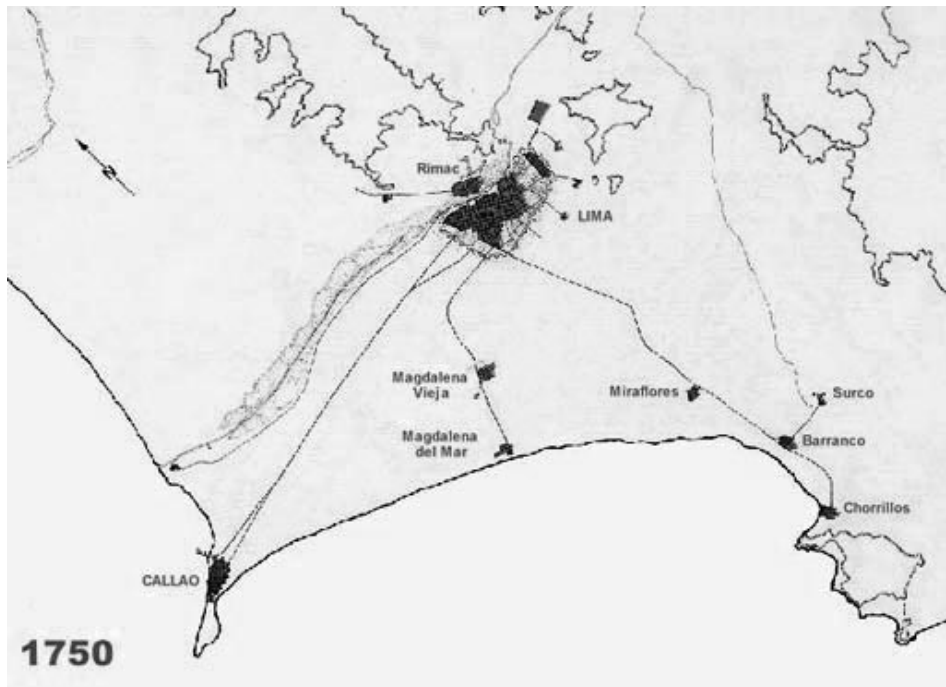 N
Rimac
LIMA
Magdalena
Vieja
Miraflores
Surco
Magdalena
del Mar
Barranco
Chorrillos
CALLAO
1750